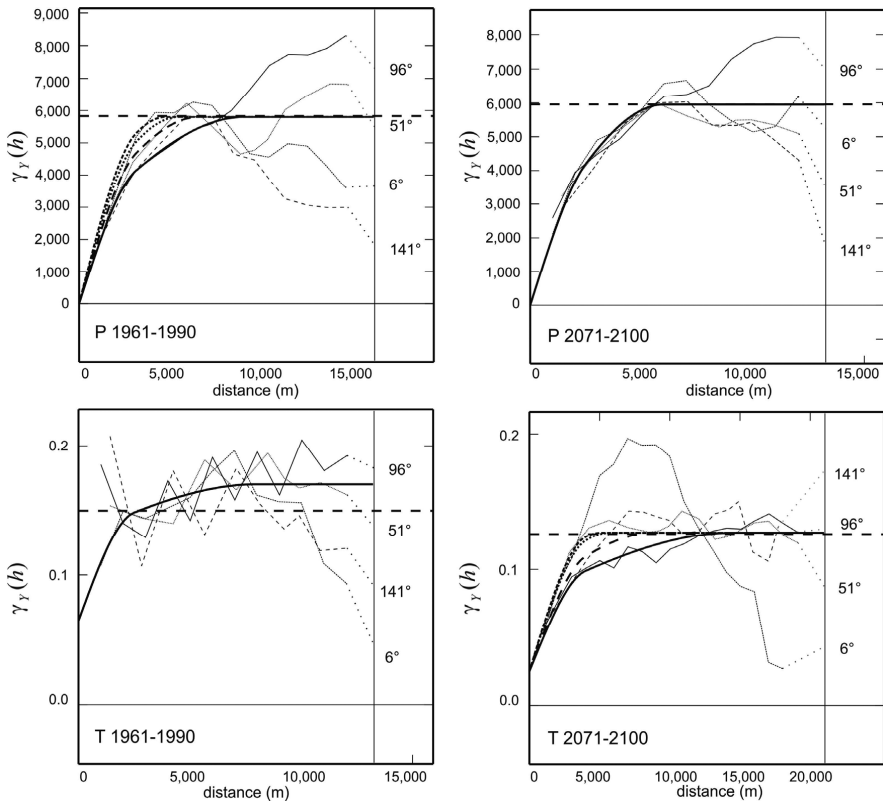 γY(h)
9,000
8,000
7,000
6,000
5,000
4,000
3,000
2,000
1,000
0
96°
51°
6°
141°
P 1961-1990
0 5,000 10,000 15,000
distance (m)
γY(h)
8,000
7,000
6,000
5,000
4,000
3,000
2,000
1,000
0
96°
6°
51°
141°
P 2071-2100
0 5,000 10,000 15,000
distance (m)
γY(h)
0.2
0.1
0.0
96°
51°
141°
6°
T 1961-1990
0 5,000 10,000 15,000
distance (m)
γY(h)
0.2
0.1
0.0
141°
96°
51°
6°
T 2071-2100
0 5,000 10,000 15,000 20,000
distance (m)